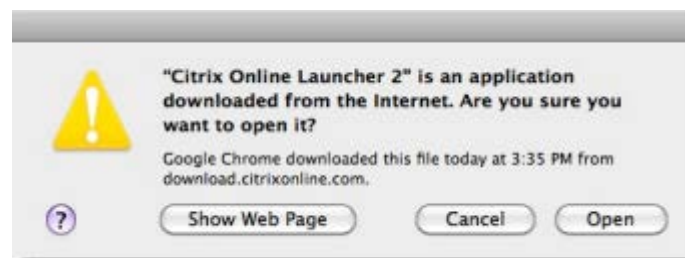 "Citrix Online Launcher 2" is an application
downloaded from the Internet. Are you sure you
want to open it?
Google Chrome downloaded this file today at 3:35 PM from
download.citrixonline.com.
?
Show Web Page
Cancel
Open